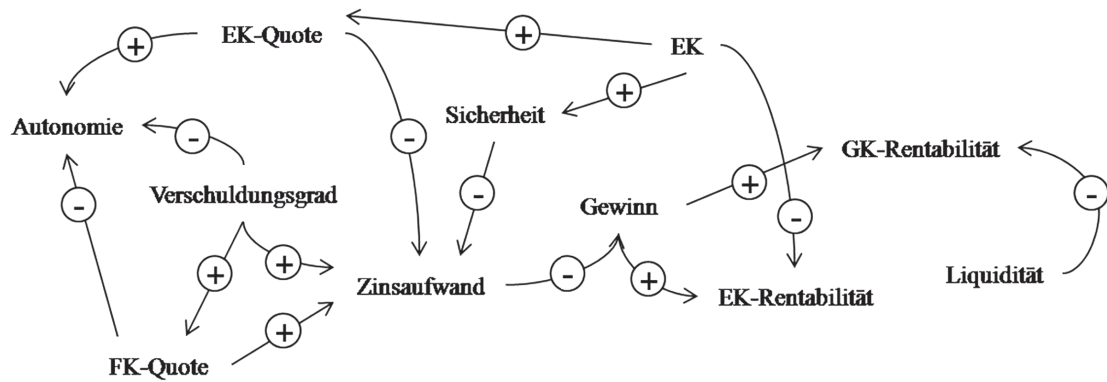 EK-Quote
+
+
EK
+
Sicherheit
Autonomie
-
-
GK-Rentabilität
+
-
Verschuldungsgrad
-
-
Gewinn
-
+
+
Zinsaufwand
-
+
EK-Rentabilität
Liquidität
+
FK-Quote